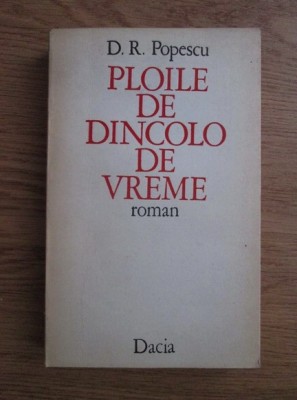 D. R. Popescu
PLOILE
DE
DINCOLO
DE
VREME
roman
Dacia